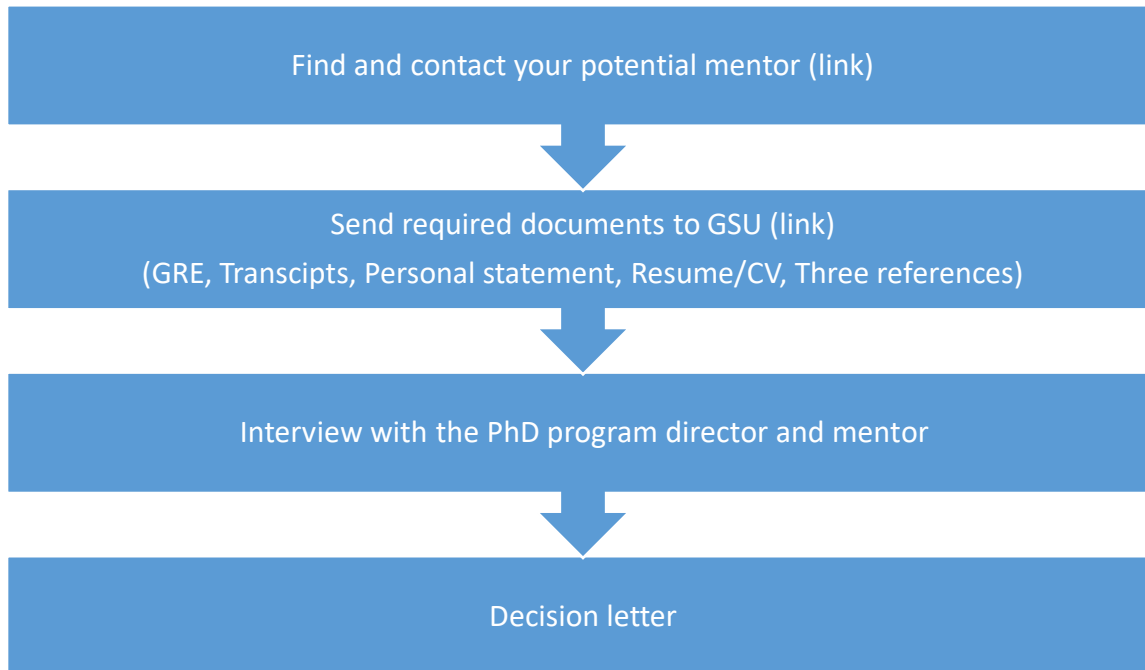 Find and contact your potential mentor (link)
Send required documents to GSU (link)
(GRE, Transcipts, Personal statement, Resume/CV, Three references)
Interview with the PhD program director and mentor
Decision letter